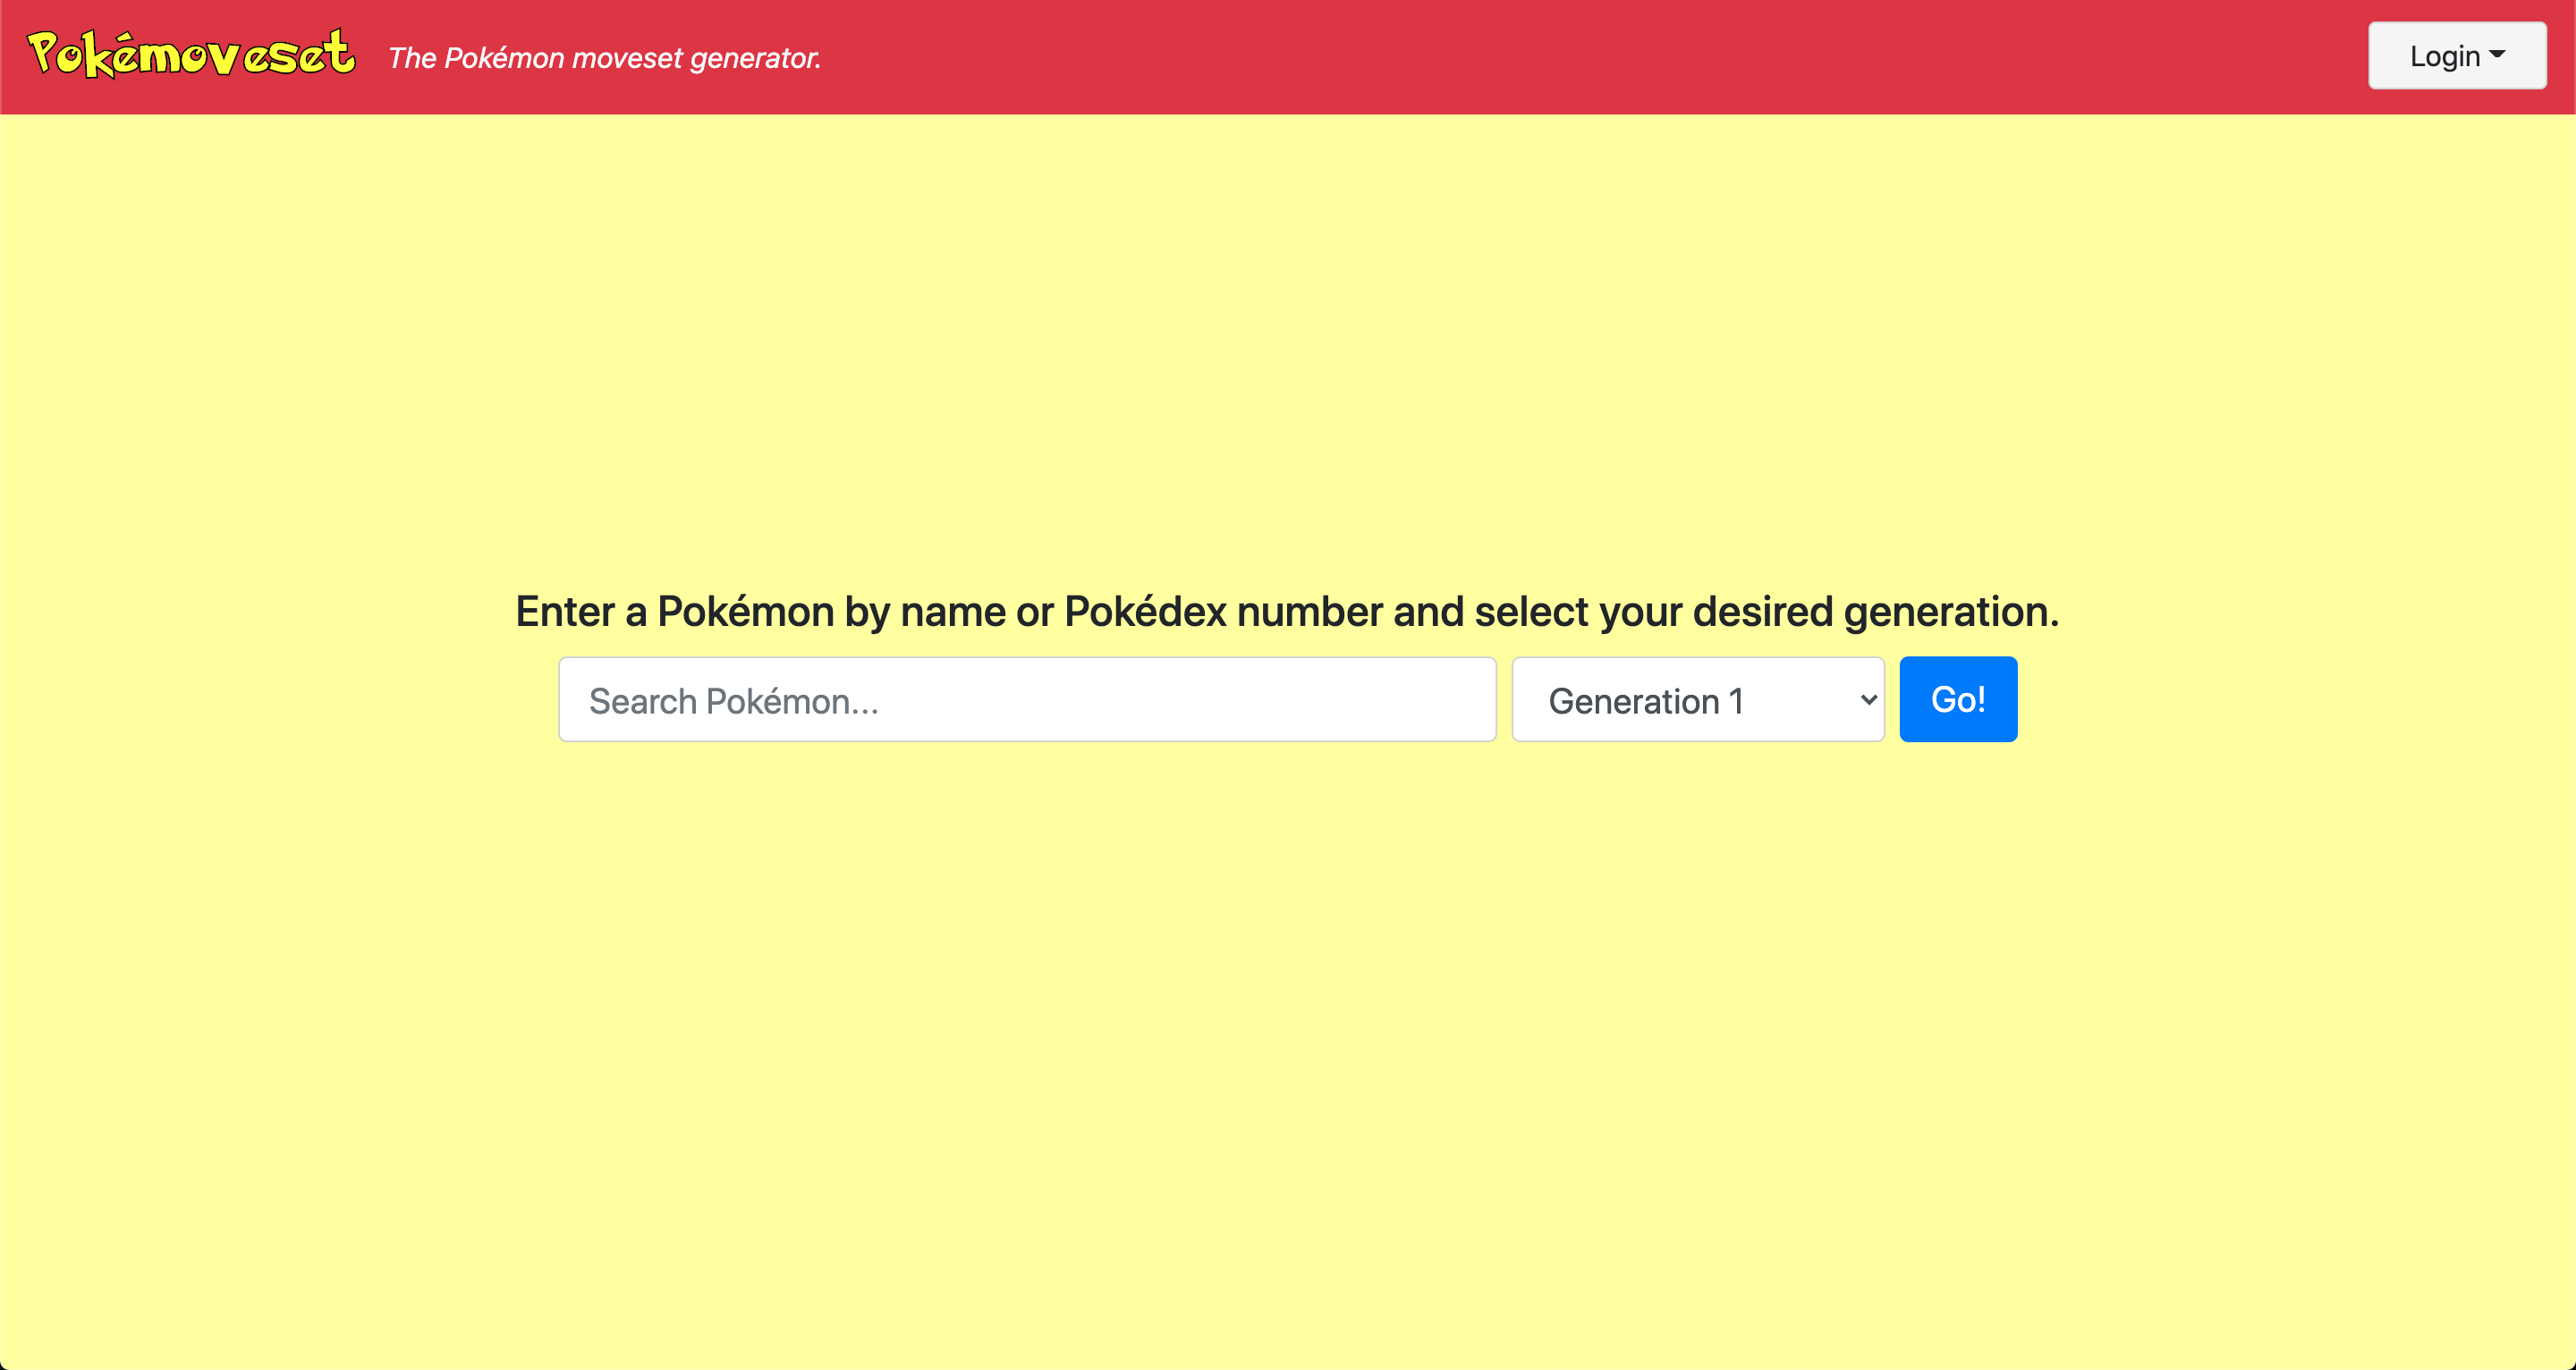 Pokémoveset
The Pokémon moveset generator.
Login
Enter a Pokémon by name or Pokédex number and select your desired generation.
Search Pokémon...
Generation 1
Go!